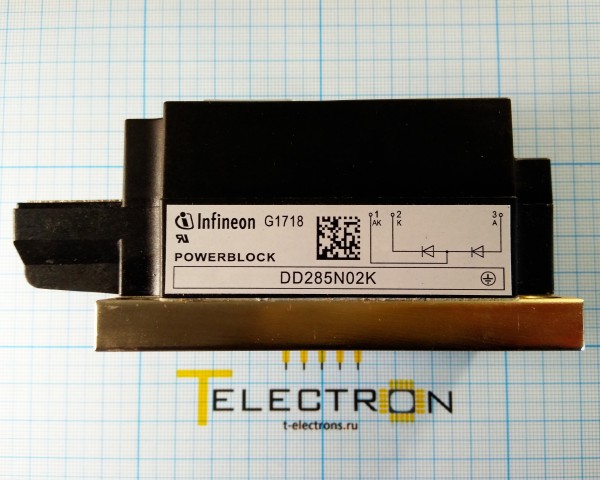 Infineon G1718
1 2 3
AK K A
POWERBLOCK
DD285N02K
TELECTRON
t-electrons.ru